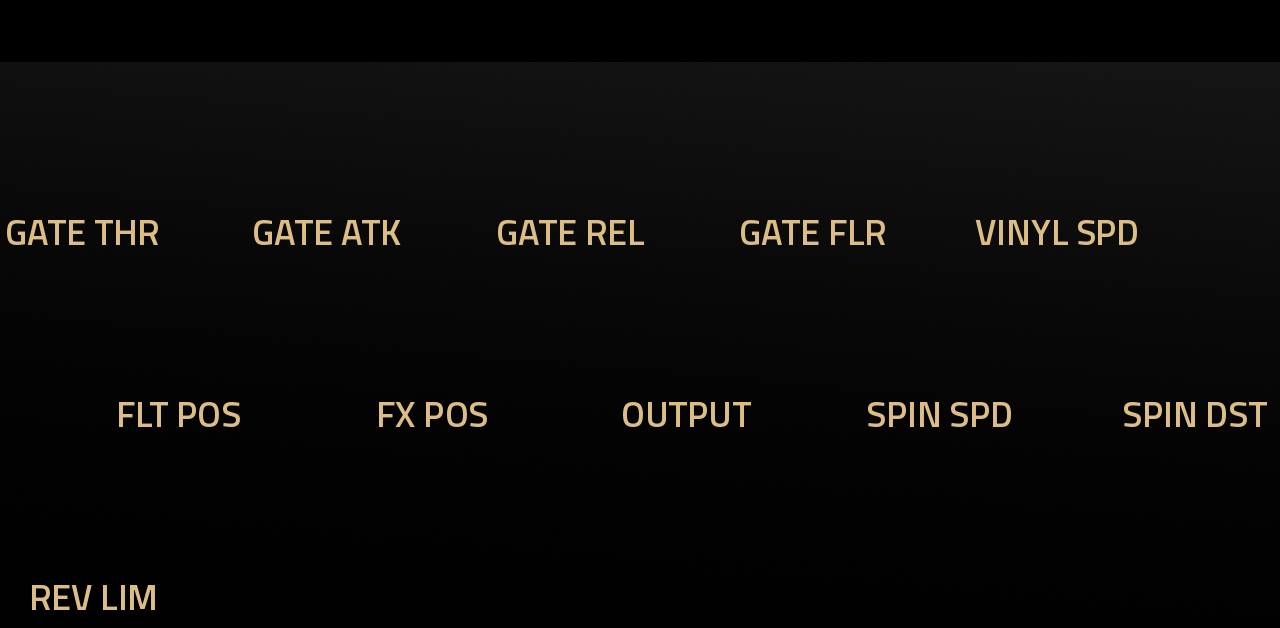 GATE THR GATE ATK GATE REL GATE FLR VINYL SPD
FLT POS FX POS OUTPUT SPIN SPD SPIN DST
REV LIM